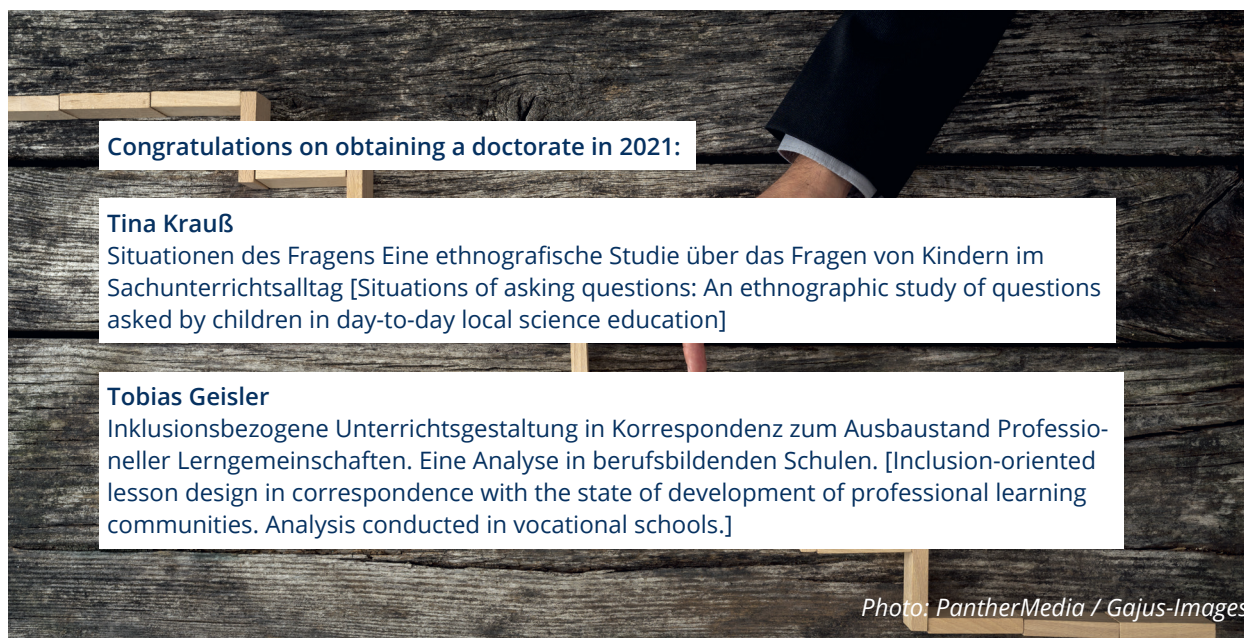 Congratulations on obtaining a doctorate in 2021:
Tina Krauß
Situationen des Fragens Eine ethnografische Studie über das Fragen von Kindern im
Sachunterrichtsalltag [Situations of asking questions: An ethnographic study of questions
asked by children in day-to-day local science education]
Tobias Geisler
Inklusionsbezogene Unterrichtsgestaltung in Korrespondenz zum Ausbaustand Professio-
neller Lerngemeinschaften. Eine Analyse in berufsbildenden Schulen. [Inclusion-oriented
lesson design in correspondence with the state of development of professional learning
communities. Analysis conducted in vocational schools.]
Photo: PantherMedia / Gajus-Images